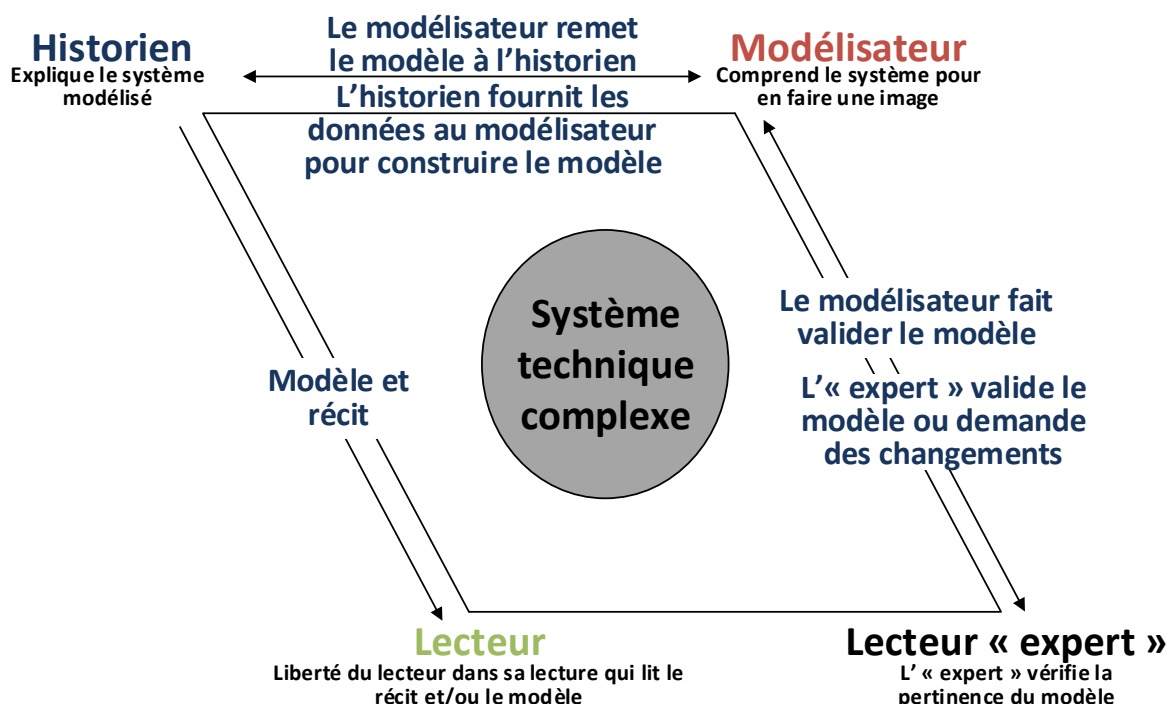 Historien
Explique le système
modélisé
Le modélisateur remet
le modèle à l’historien
L’historien fournit les
données au modélisateur
pour construire le modèle
Modélisateur
Comprend le système pour
en faire une image
Système
technique
complexe
Modèle et
récit
Le modélisateur fait
valider le modèle
L’« expert » valide le
modèle ou demande
des changements
Lecteur
Liberté du lecteur dans sa lecture qui lit le
récit et/ou le modèle
Lecteur « expert »
L’ « expert » vérifie la
pertinence du modèle